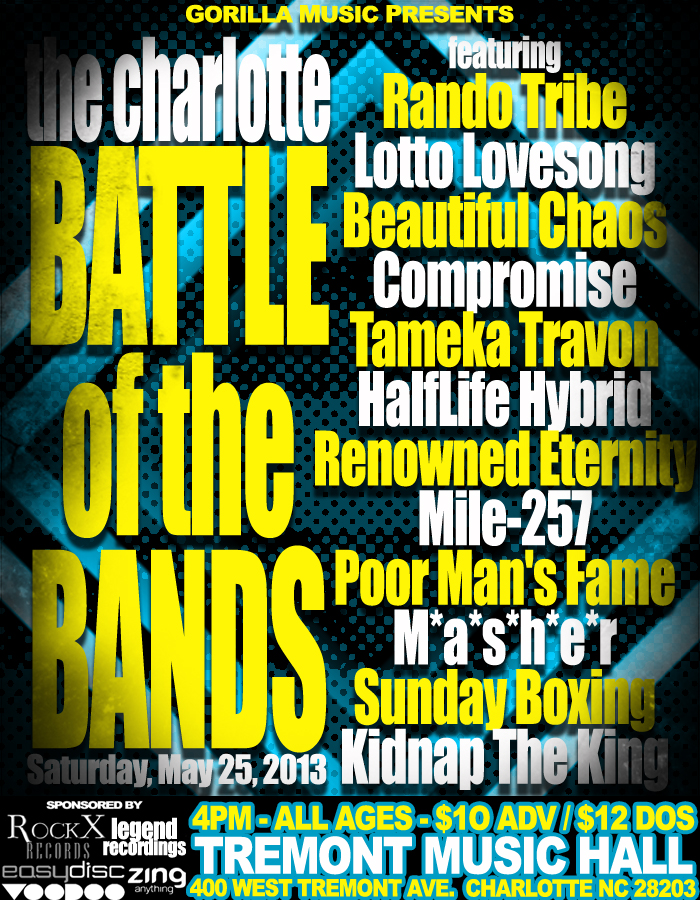 GORILLA MUSIC PRESENTS
the charlotte
BATTLE
of the
BANDS
Saturday, May 25, 2013
featuring
Rando Tribe
Lotto Lovesong
Beautiful Chaos
Compromise
Tameka Travon
HalfLife Hybrid
Renowned Eternity
Mile-257
Poor Man's Fame
M*a*s*h*e*r
Sunday Boxing
Kidnap The King
SPONSORED BY
ROCKX
RECORDS
legend
recordings
easydisc
zing
anything
VOODOO
4PM - ALL AGES - $10 ADV / $12 DOS
TREMONT MUSIC HALL
400 WEST TREMONT AVE. CHARLOTTE NC 28203